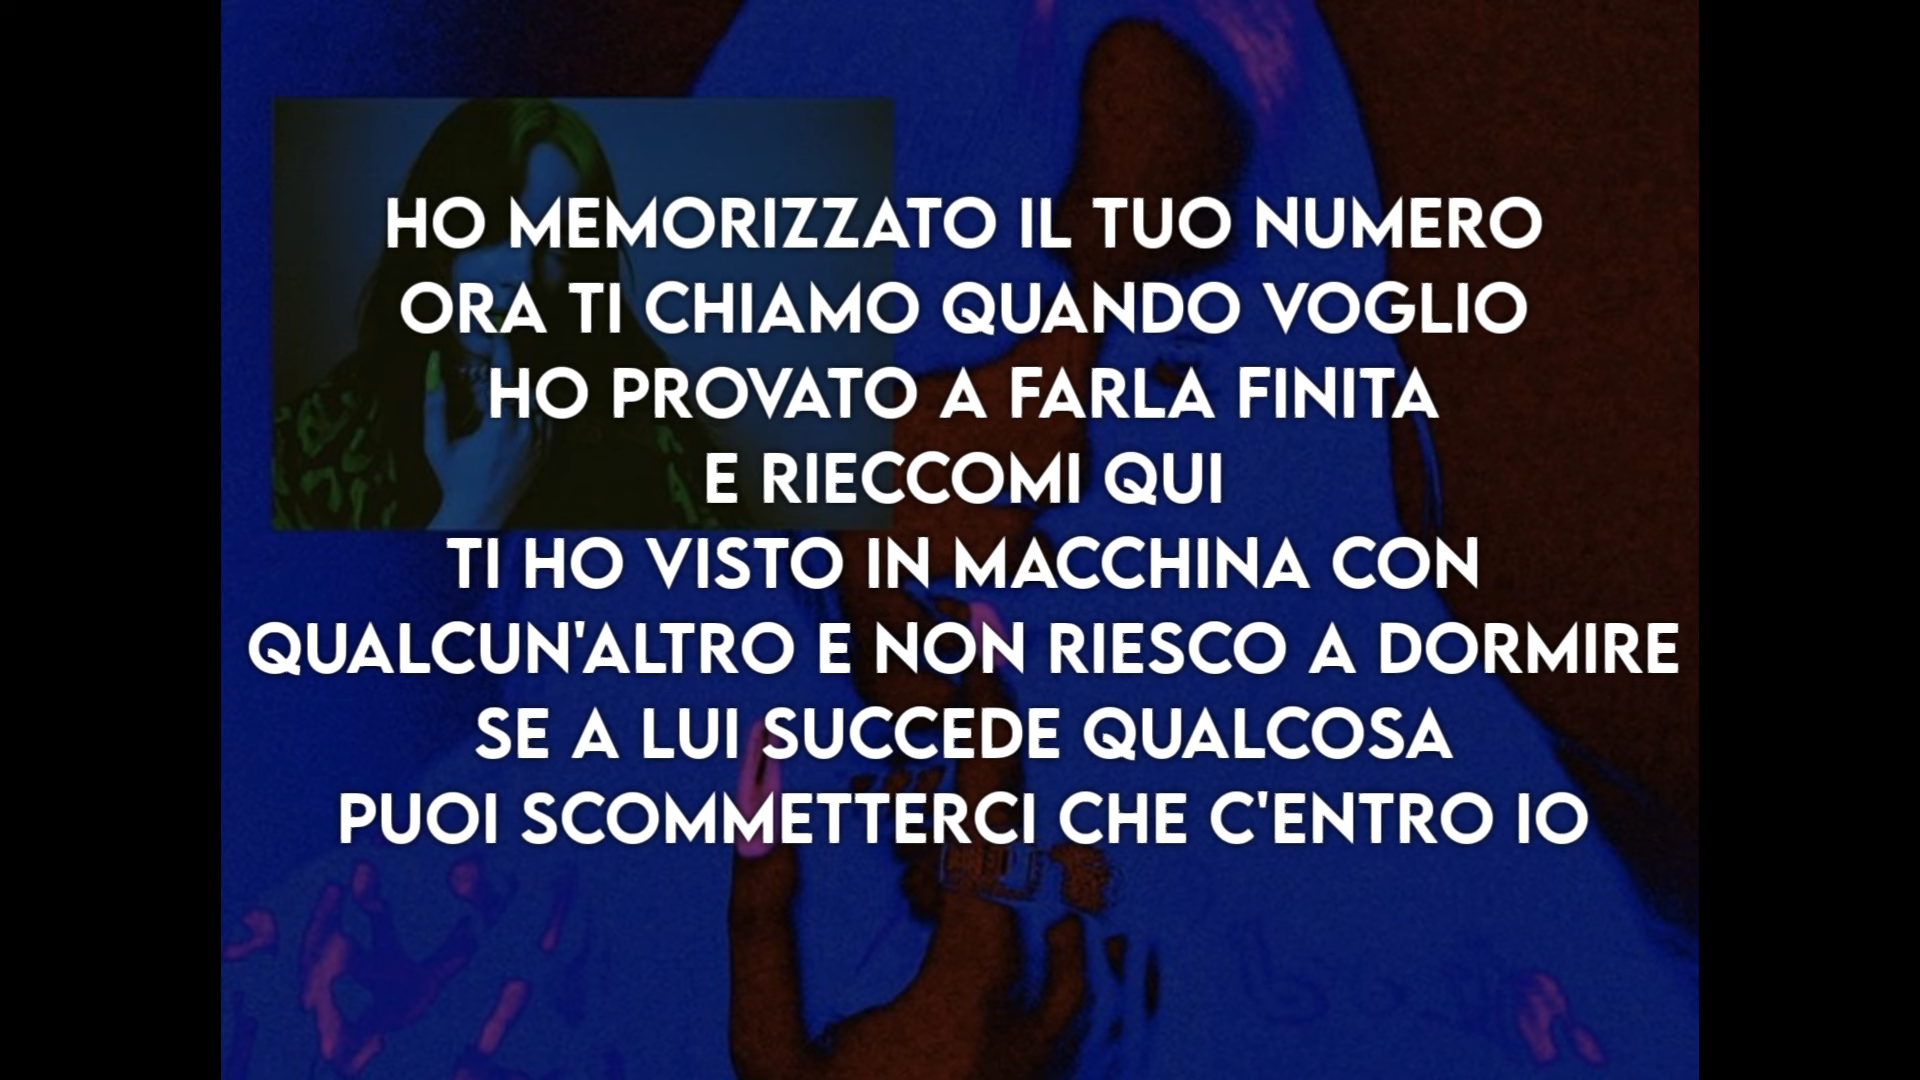 HO MEMORIZZATO IL TUO NUMERO
ORA TI CHIAMO QUANDO VOGLIO
HO PROVATO A FARLA FINITA
E RIECCOMI QUI
TI HO VISTO IN MACCHINA CON
QUALCUN'ALTRO E NON RIESCO A DORMIRE
SE A LUI SUCCEDE QUALCOSA
PUOI SCOMMETTERCI CHE C'ENTRO IO